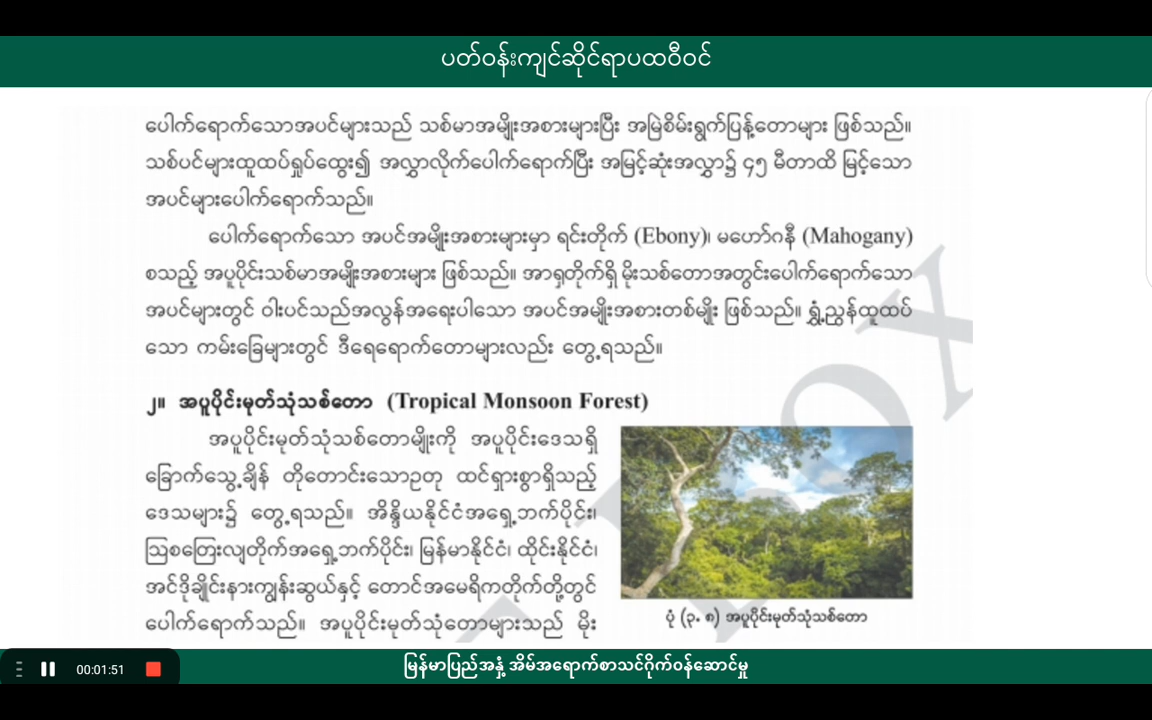 ပတ်ဝန်းကျင်ဆိုင်ရာပထဝီဝင်
ပေါက်ရောက်သောအပင်များသည် သစ်မာအမျိုးအစားများပြီး အမြဲစိမ်းရွက်ပြန့်တောများ ဖြစ်သည်။
သစ်ပင်များထူထပ်ရှုပ်ထွေး၍ အလွှာလိုက်ပေါက်ရောက်ပြီး အမြင့်ဆုံးအလွှာ၌ ၄၅ မီတာထိ မြင့်သော
အပင်များပေါက်ရောက်သည်။
ပေါက်ရောက်သော အပင်အမျိုးအစားများမှာ ရင်းတိုက် (Ebony)၊ မဟော်ဂနီ (Mahogany)
စသည့် အပူပိုင်းသစ်မာအမျိုးအစားများ ဖြစ်သည်။ အာရှတိုက်ရှိ မိုးသစ်တောအတွင်းပေါက်ရောက်သော
အပင်များတွင် ဝါးပင်သည်အလွန်အရေးပါသော အပင်အမျိုးအစားတစ်မျိုး ဖြစ်သည်။ ရွှံ့ညွန်ထူထပ်
သော ကမ်းခြေများတွင် ဒီရေရောက်တောများလည်း တွေ့ရသည်။
၂။ အပူပိုင်းမုတ်သုံသစ်တော (Tropical Monsoon Forest)
အပူပိုင်းမုတ်သုံသစ်တောမျိုးကို အပူပိုင်းဒေသရှိ
ခြောက်သွေ့ချိန် တိုတောင်းသောဥတု ထင်ရှားစွာရှိသည့်
ဒေသများ၌ တွေ့ရသည်။ အိန္ဒိယနိုင်ငံအရှေ့ဘက်ပိုင်း၊
သြစတြေးလျတိုက်အရှေ့ဘက်ပိုင်း၊ မြန်မာနိုင်ငံ၊ ထိုင်းနိုင်ငံ၊
အင်ဒိုချိုင်းနားကျွန်းဆွယ်နှင့် တောင်အမေရိကတိုက်တို့တွင်
ပေါက်ရောက်သည်။ အပူပိုင်းမုတ်သုံတောများသည် မိုး
ပုံ (၃.၈) အပူပိုင်းမုတ်သုံသစ်တော
မြန်မာပြည်အနှံ့ အိမ်အရောက်စာသင်ဂိုက်ဝန်ဆောင်မှု
00:01:51